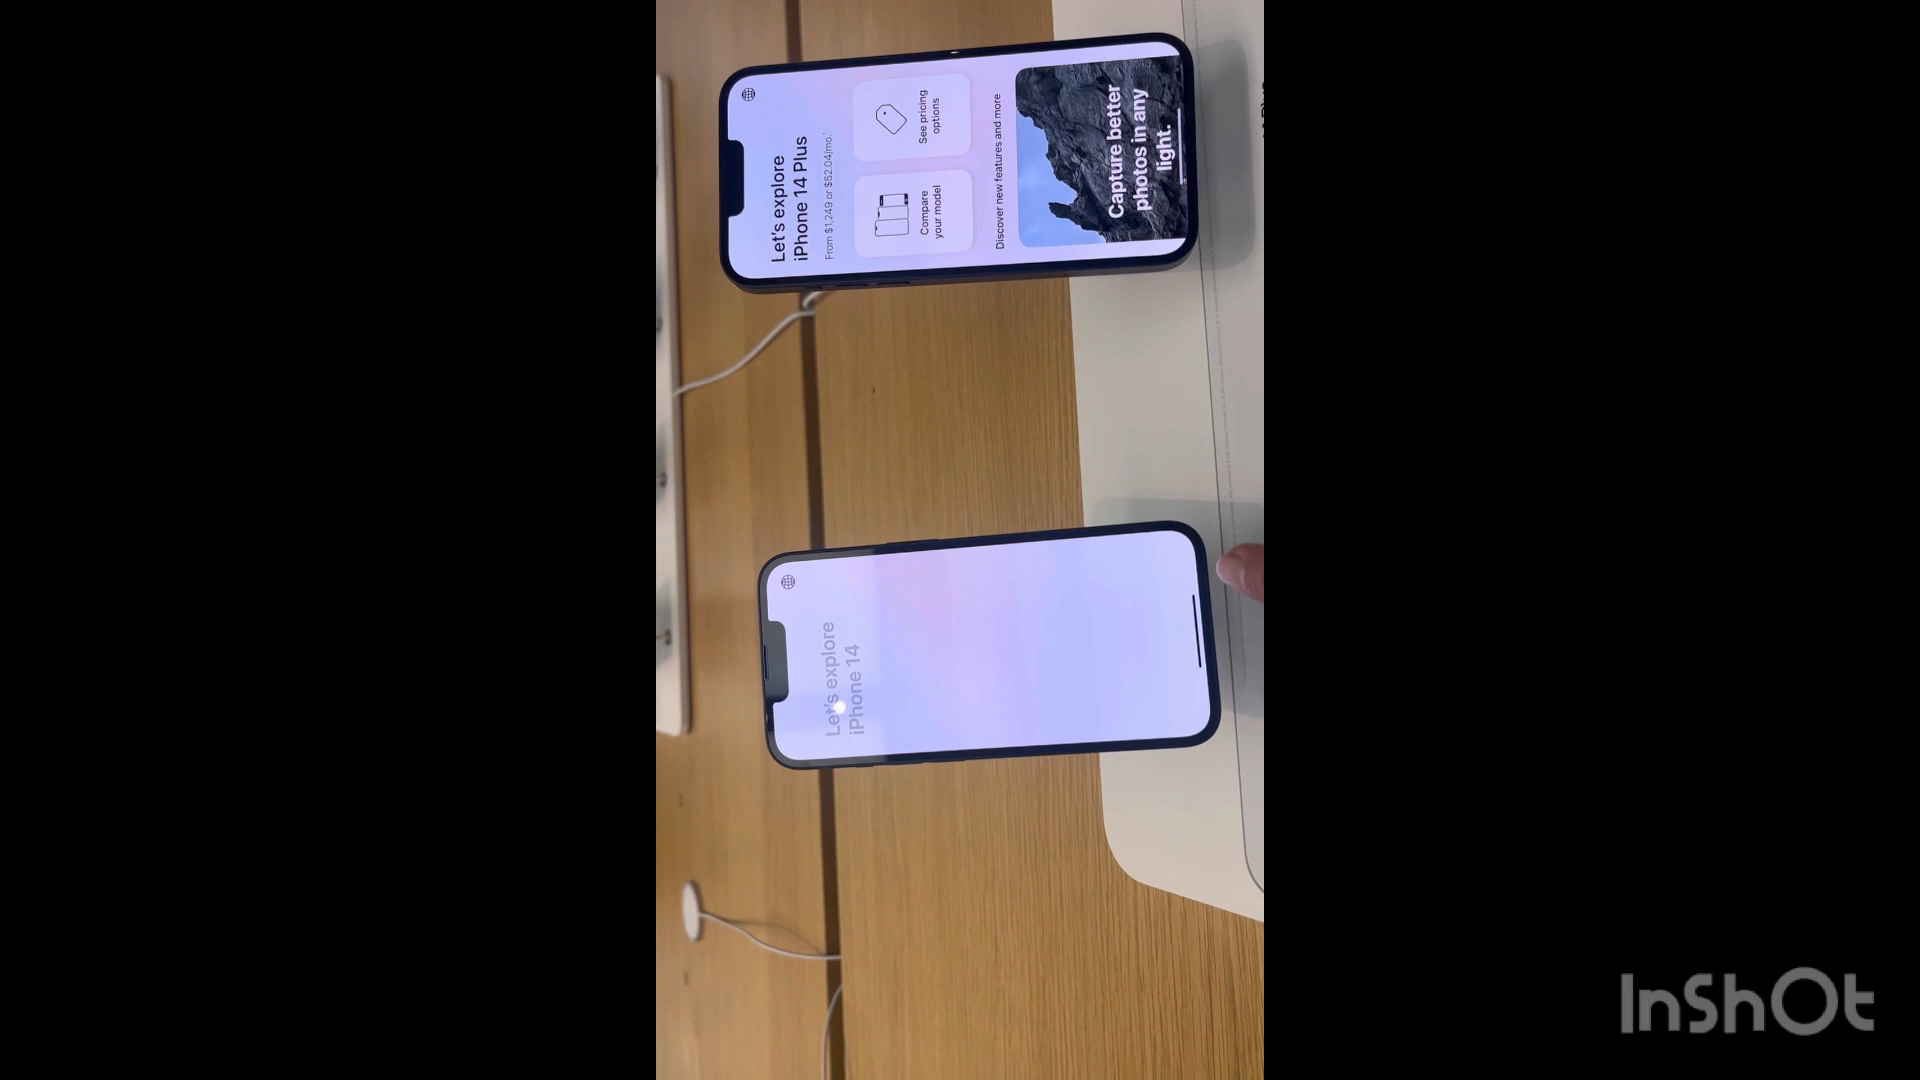 Let's explore
iPhone 14 Plus
From $1,249 or $52.04/mo.¹
Compare
your model
See pricing
options
Discover new features and more
Capture better
photos in any
light.
Let's explore
iPhone 14
InShOt